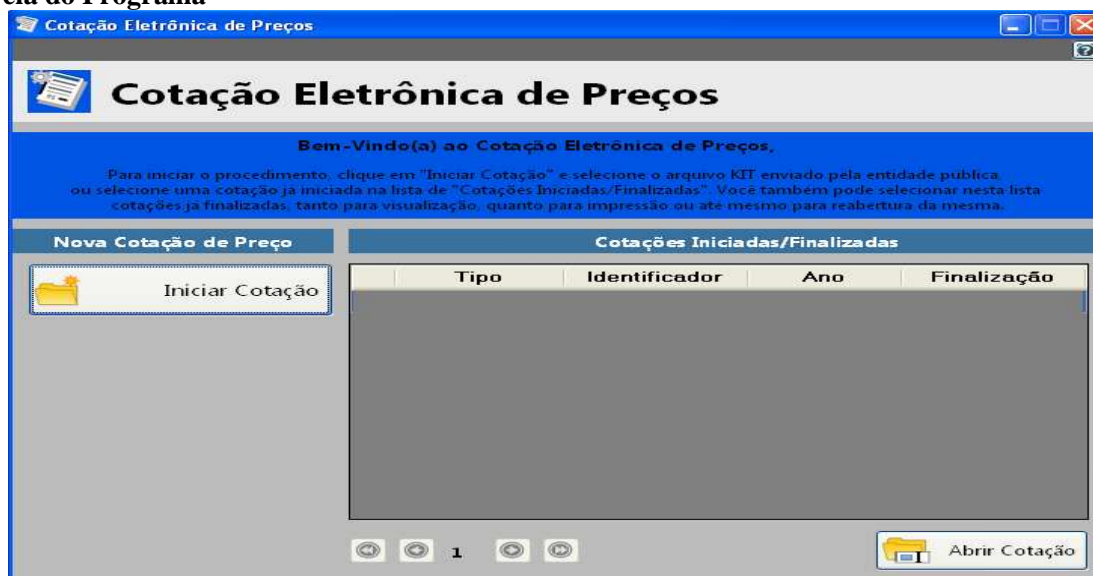 do Programa
Cotação Eletrônica de Preços
Cotação Eletrônica de Preços
Bem-Vindo(a) ao Cotação Eletrônica de Preços,
Para iniciar o procedimento, clique em "Iniciar Cotação" e selecione o arquivo KIT enviado pela entidade pública,
ou selecione uma cotação já iniciada na lista de "Cotações Iniciadas/Finalizadas". Você também pode selecionar nesta lista
cotações já finalizadas, tanto para visualização, quanto para impressão ou até mesmo para reabertura da mesma.
Nova Cotação de Preço
Cotações Iniciadas/Finalizadas
Iniciar Cotação
Tipo Identificador Ano Finalização
1
Abrir Cotação